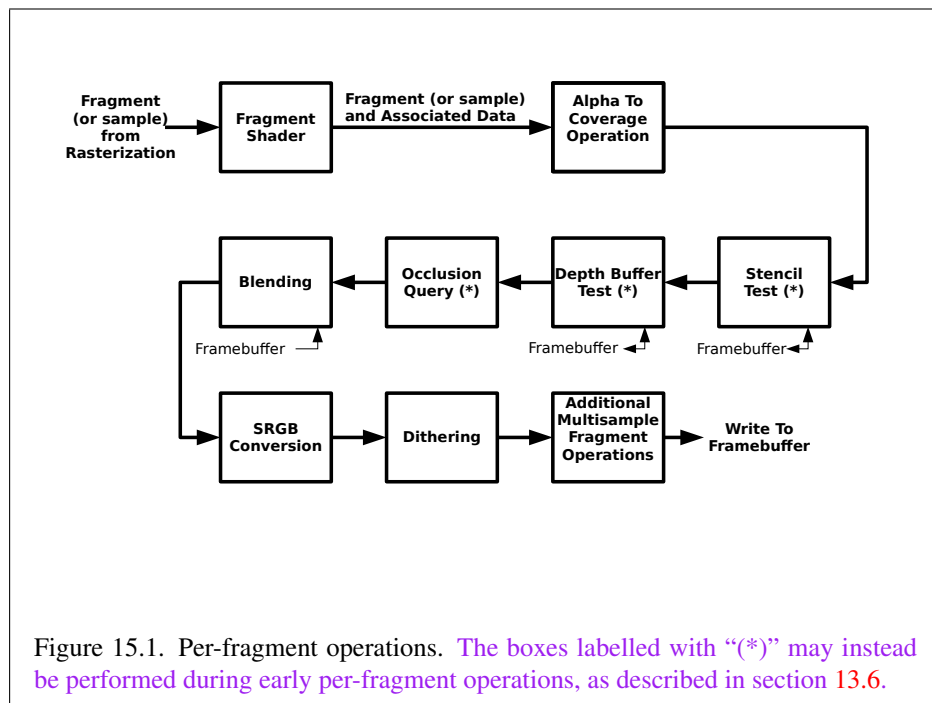 Fragment
(or sample)
from
Rasterization
Fragment
Shader
Fragment (or sample)
and Associated Data
Alpha To
Coverage
Operation
Blending
Occlusion
Query (*)
Depth Buffer
Test (*)
Stencil
Test (*)
Framebuffer
Framebuffer
Framebuffer
SRGB
Conversion
Dithering
Additional
Multisample
Fragment
Operations
Write To
Framebuffer
Figure 15.1. Per-fragment operations. The boxes labelled with “(*)” may instead
be performed during early per-fragment operations, as described in section 13.6.